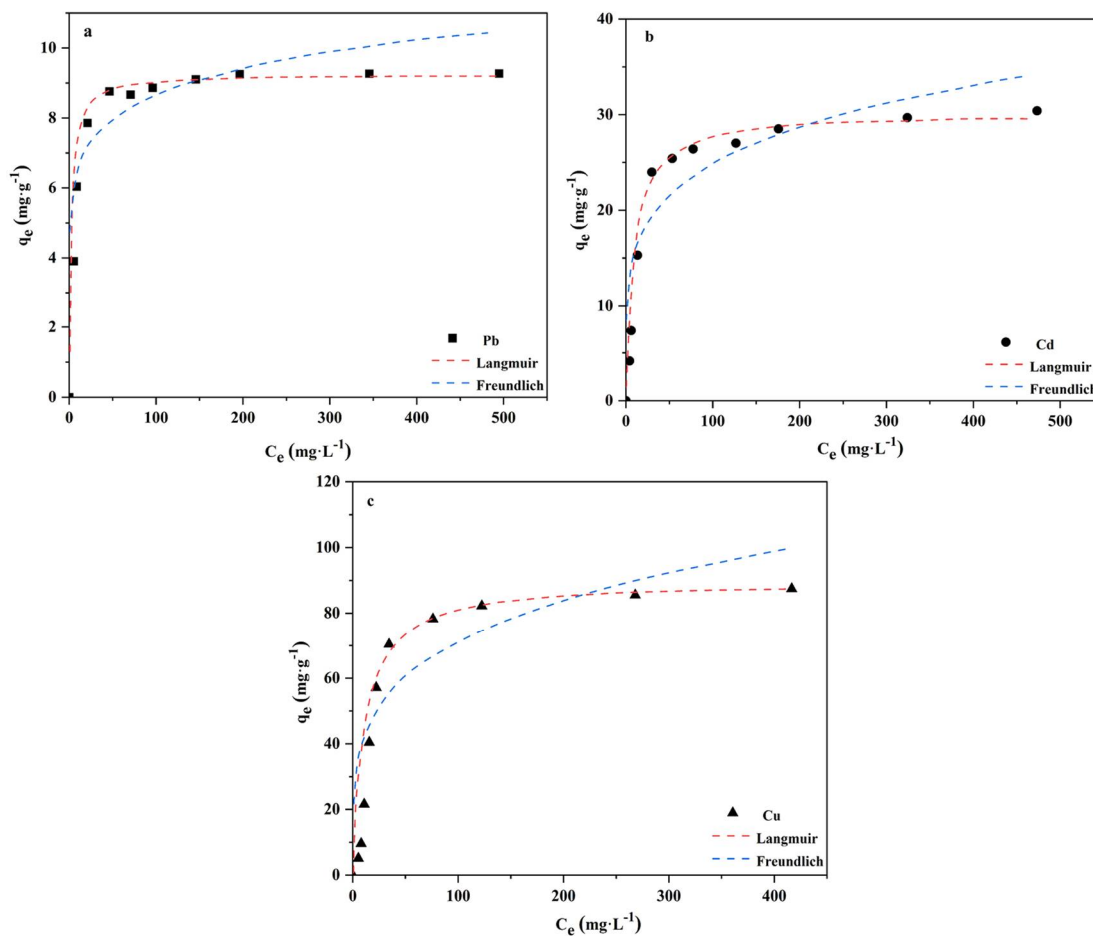 a
10
8
6
4
2
0
qe (mg·g-1)
Pb
Langmuir
Freundlich
0 100 200 300 400 500
Ce (mg·L-1)
b
40
30
20
10
0
qe (mg·g-1)
Cd
Langmuir
Freundlich
0 100 200 300 400 500
Ce (mg·L-1)
c
120
100
80
60
40
20
0
qe (mg·g-1)
Cu
Langmuir
Freundlich
0 100 200 300 400
Ce (mg·L-1)